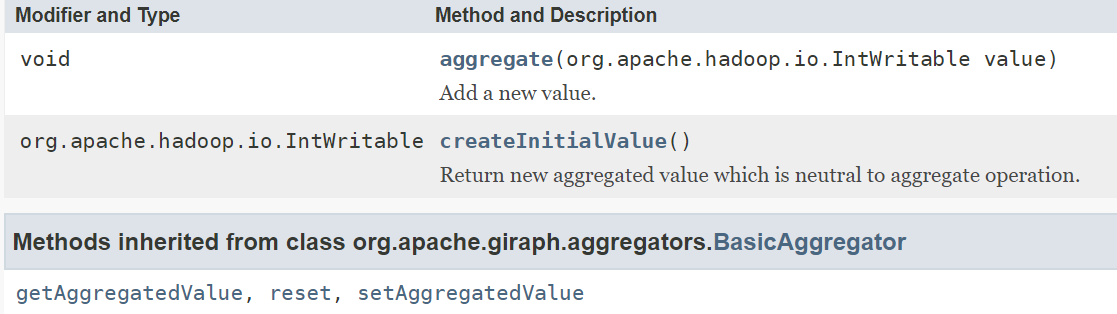 Modifier and Type Method and Description
void aggregate(org.apache.hadoop.io.IntWritable value)
Add a new value.
org.apache.hadoop.io.IntWritable createInitialValue()
Return new aggregated value which is neutral to aggregate operation.
Methods inherited from class org.apache.giraph.aggregators.BasicAggregator
getAggregatedValue, reset, setAggregatedValue